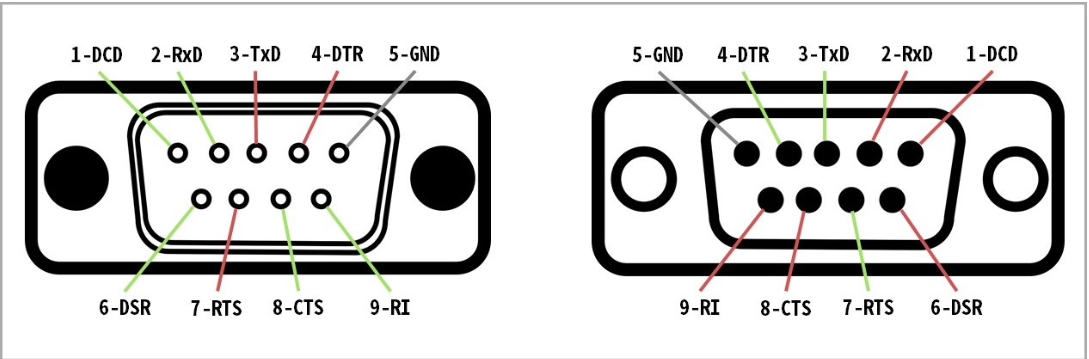 1-DCD 2-RxD 3-TxD 4-DTR 5-GND
6-DSR 7-RTS 8-CTS 9-RI
5-GND 4-DTR 3-TxD 2-RxD 1-DCD
9-RI 8-CTS 7-RTS 6-DSR